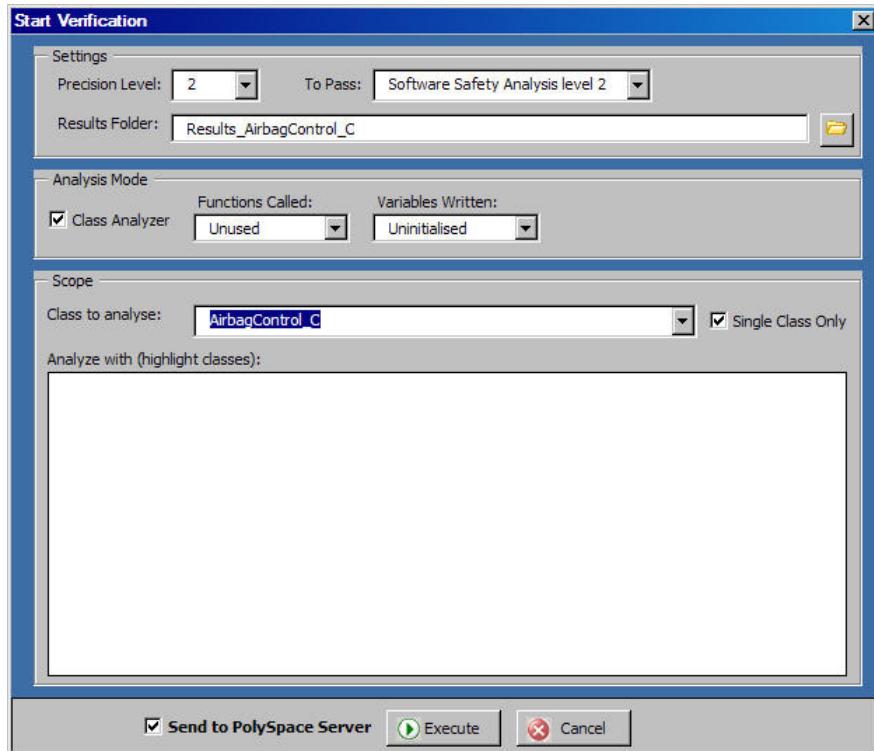 Start Verification
Settings
Precision Level: 2 To Pass: Software Safety Analysis level 2
Results Folder: Results_AirbagControl_C
Analysis Mode
Functions Called: Variables Written:
Class Analyzer Unused Uninitialised
Scope
Class to analyse: AirbagControl_C Single Class Only
Analyze with (highlight classes):
Send to PolySpace Server Execute Cancel